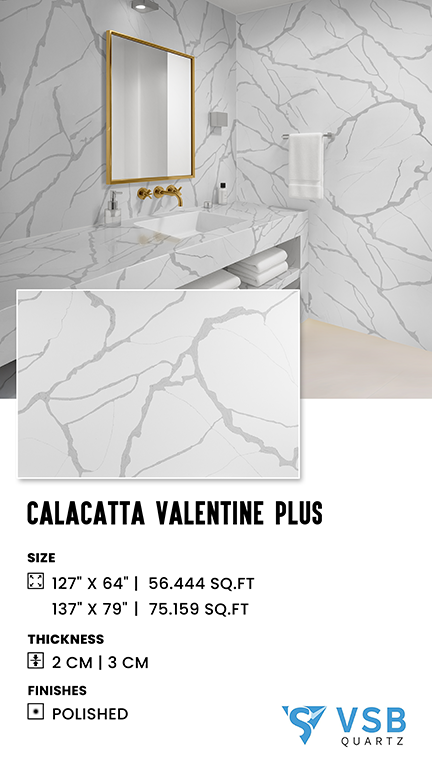 CALACATTA VALENTINE PLUS
SIZE
127" X 64" | 56.444 SQ.FT
137" X 79" | 75.159 SQ.FT
THICKNESS
2 CM | 3 CM
FINISHES
POLISHED
VSB
QUARTZ